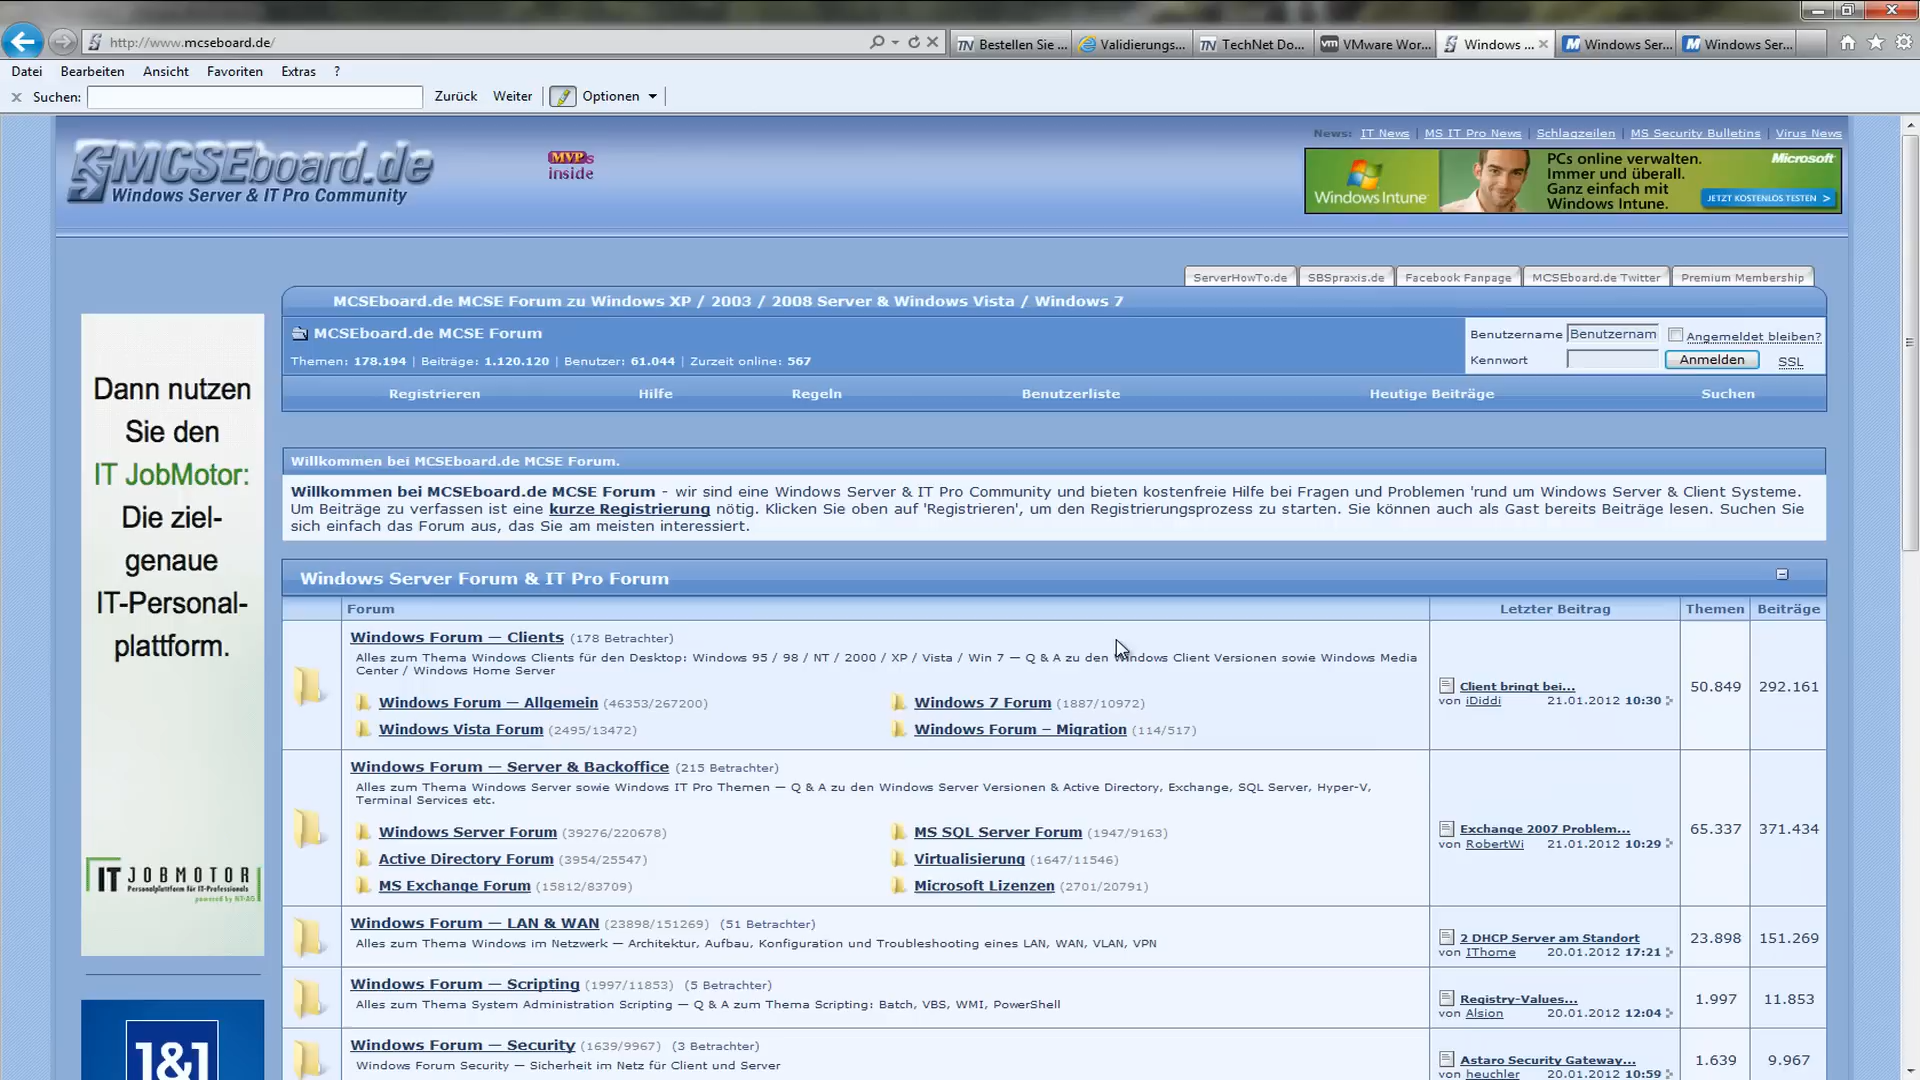 http://www.mcseboard.de/
Bestellen Sie ...
Validierungs...
TechNet Do...
VMware Wor...
Windows ...
Windows Ser...
Windows Ser...
Datei Bearbeiten Ansicht Favoriten Extras ?
Suchen: Zurück Weiter Optionen
News: IT News | MS IT Pro News | Schlagzeilen | MS Security Bulletins | Virus News
MCSEboard.de
Windows Server & IT Pro Community
MVPs
inside
Windows Intune
PCs online verwalten.
Immer und überall.
Ganz einfach mit
Windows Intune.
Microsoft
JETZT KOSTENLOS TESTEN >
ServerHowTo.de SBSpraxis.de Facebook Fanpage MCSEboard.de Twitter Premium Membership
MCSEboard.de MCSE Forum zu Windows XP / 2003 / 2008 Server & Windows Vista / Windows 7
MCSEboard.de MCSE Forum
Themen: 178.194 | Beiträge: 1.120.120 | Benutzer: 61.044 | Zurzeit online: 567
Benutzername Benutzernam Angemeldet bleiben?
Kennwort Anmelden SSL
Registrieren Hilfe Regeln Benutzerliste Heutige Beiträge Suchen
Dann nutzen
Sie den
IT JobMotor:
Die ziel-
genaue
IT-Personal-
plattform.
IT JOBMOTOR
Personalplattform für IT-Professionals
powered by NT:AG
1&1
Willkommen bei MCSEboard.de MCSE Forum.
Willkommen bei MCSEboard.de MCSE Forum - wir sind eine Windows Server & IT Pro Community und bieten kostenfreie Hilfe bei Fragen und Problemen 'rund um Windows Server & Client Systeme.
Um Beiträge zu verfassen ist eine kurze Registrierung nötig. Klicken Sie oben auf 'Registrieren', um den Registrierungsprozess zu starten. Sie können auch als Gast bereits Beiträge lesen. Suchen Sie
sich einfach das Forum aus, das Sie am meisten interessiert.
Windows Server Forum & IT Pro Forum
Forum Letzter Beitrag Themen Beiträge
Windows Forum — Clients (178 Betrachter)
Alles zum Thema Windows Clients für den Desktop: Windows 95 / 98 / NT / 2000 / XP / Vista / Win 7 — Q & A zu den Windows Client Versionen sowie Windows Media
Center / Windows Home Server
Windows Forum — Allgemein (46353/267200) Windows 7 Forum (1887/10972)
Windows Vista Forum (2495/13472) Windows Forum – Migration (114/517)
Client bringt bei...
von iDiddi 21.01.2012 10:30
50.849 292.161
Windows Forum — Server & Backoffice (215 Betrachter)
Alles zum Thema Windows Server sowie Windows IT Pro Themen — Q & A zu den Windows Server Versionen & Active Directory, Exchange, SQL Server, Hyper-V,
Terminal Services etc.
Windows Server Forum (39276/220678) MS SQL Server Forum (1947/9163)
Active Directory Forum (3954/25547) Virtualisierung (1647/11546)
MS Exchange Forum (15812/83709) Microsoft Lizenzen (2701/20791)
Exchange 2007 Problem...
von RobertWi 21.01.2012 10:29
65.337 371.434
Windows Forum — LAN & WAN (23898/151269) (51 Betrachter)
Alles zum Thema Windows im Netzwerk — Architektur, Aufbau, Konfiguration und Troubleshooting eines LAN, WAN, VLAN, VPN
2 DHCP Server am Standort
von IThome 20.01.2012 17:21
23.898 151.269
Windows Forum — Scripting (1997/11853) (5 Betrachter)
Alles zum Thema System Administration Scripting — Q & A zum Thema Scripting: Batch, VBS, WMI, PowerShell
Registry-Values...
von Alsion 20.01.2012 12:04
1.997 11.853
Windows Forum — Security (1639/9967) (3 Betrachter)
Windows Forum Security — Sicherheit im Netz für Client und Server
Astaro Security Gateway...
von heuchler 20.01.2012 10:59
1.639 9.967